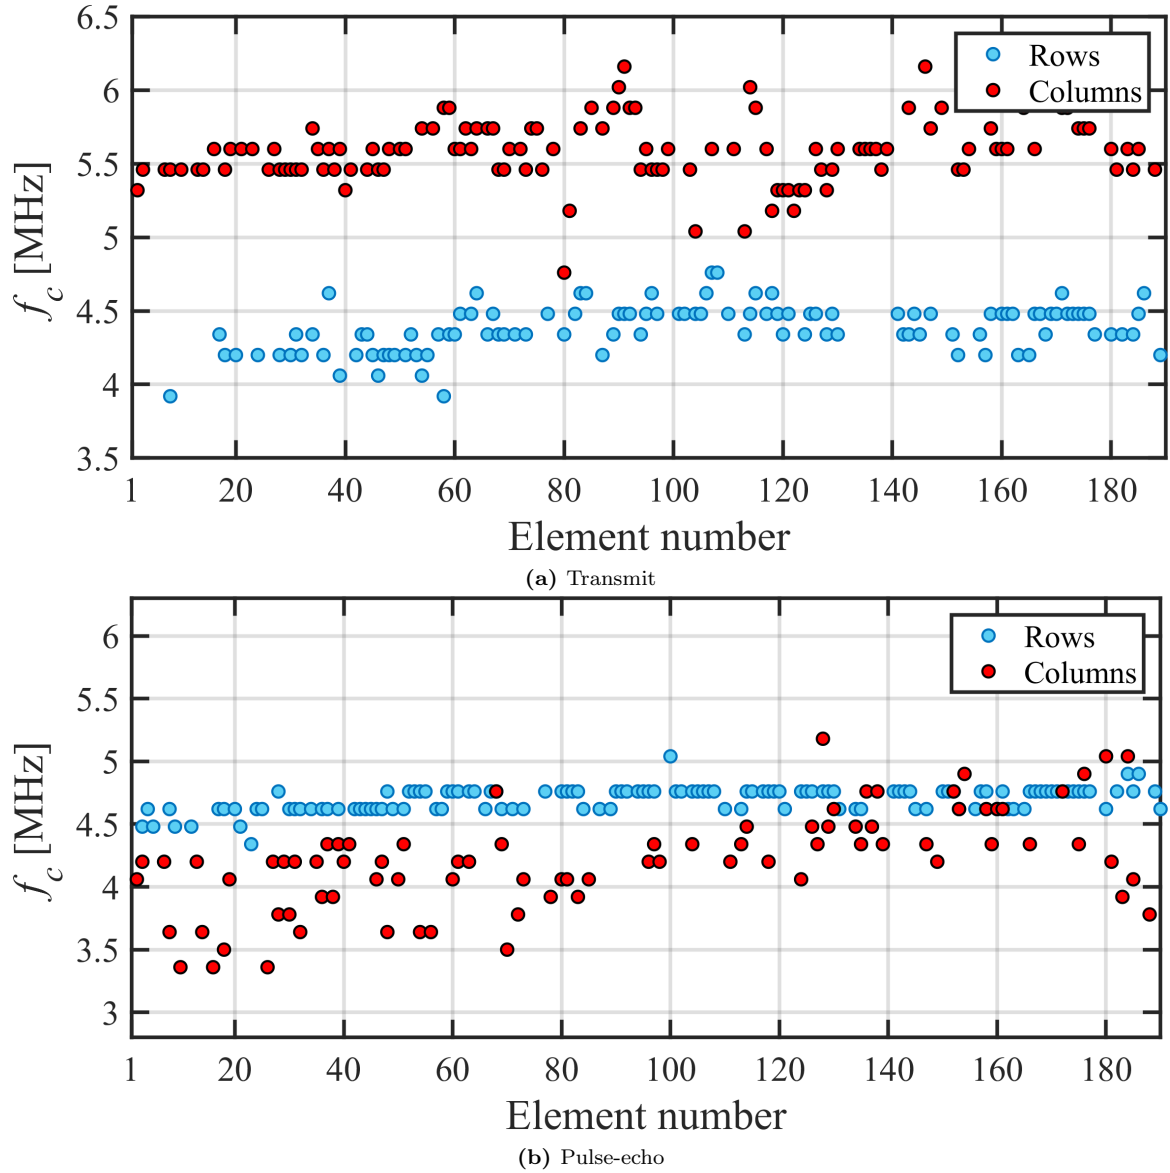 6.5
6
5.5
5
4.5
4
3.5
f_c [MHz]
Rows
Columns
1 20 40 60 80 100 120 140 160 180
Element number
(a) Transmit
6
5.5
5
4.5
4
3.5
3
f_c [MHz]
Rows
Columns
1 20 40 60 80 100 120 140 160 180
Element number
(b) Pulse-echo